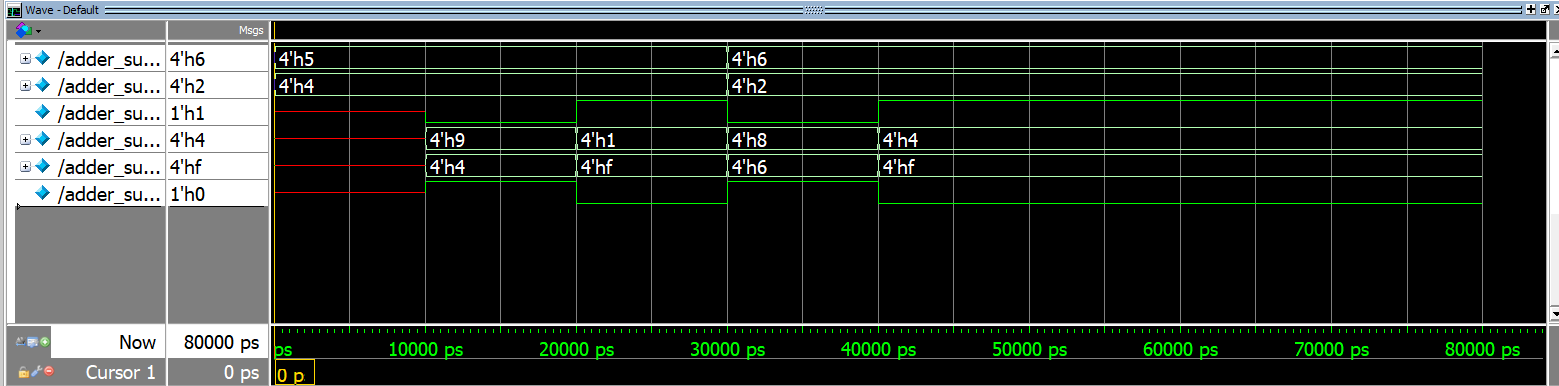 Wave - Default
Msgs
/adder_su... 4'h6 4'h5 4'h6
/adder_su... 4'h2 4'h4 4'h2
/adder_su... 1'h1
/adder_su... 4'h4 4'h9 4'h1 4'h8 4'h4
/adder_su... 4'hf 4'h4 4'hf 4'h6 4'hf
/adder_su... 1'h0
Now 80000 ps ps 10000 ps 20000 ps 30000 ps 40000 ps 50000 ps 60000 ps 70000 ps 80000 ps
Cursor 1 0 ps 0 p